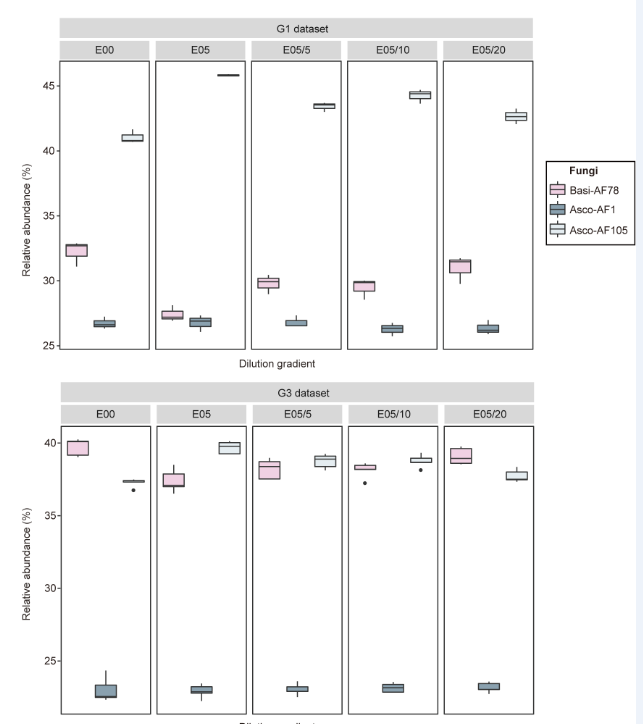 G1 dataset
E00 E05 E05/5 E05/10 E05/20
45
40
35
30
25
Relative abundance (%)
Dilution gradient
Fungi
Basi-AF78
Asco-AF1
Asco-AF105
G3 dataset
E00 E05 E05/5 E05/10 E05/20
40
35
30
25
Relative abundance (%)